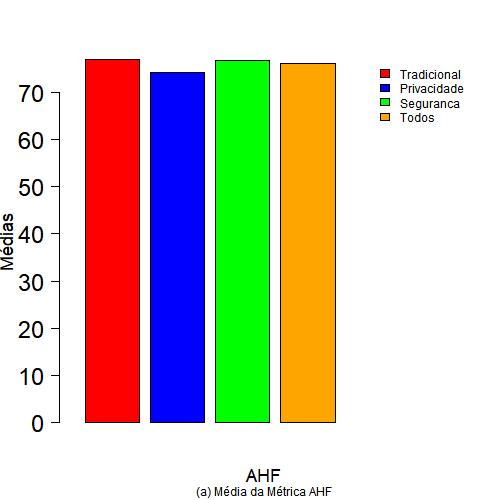 Médias
70
60
50
40
30
20
10
0
Tradicional
Privacidade
Seguranca
Todos
AHF
(a) Média da Métrica AHF